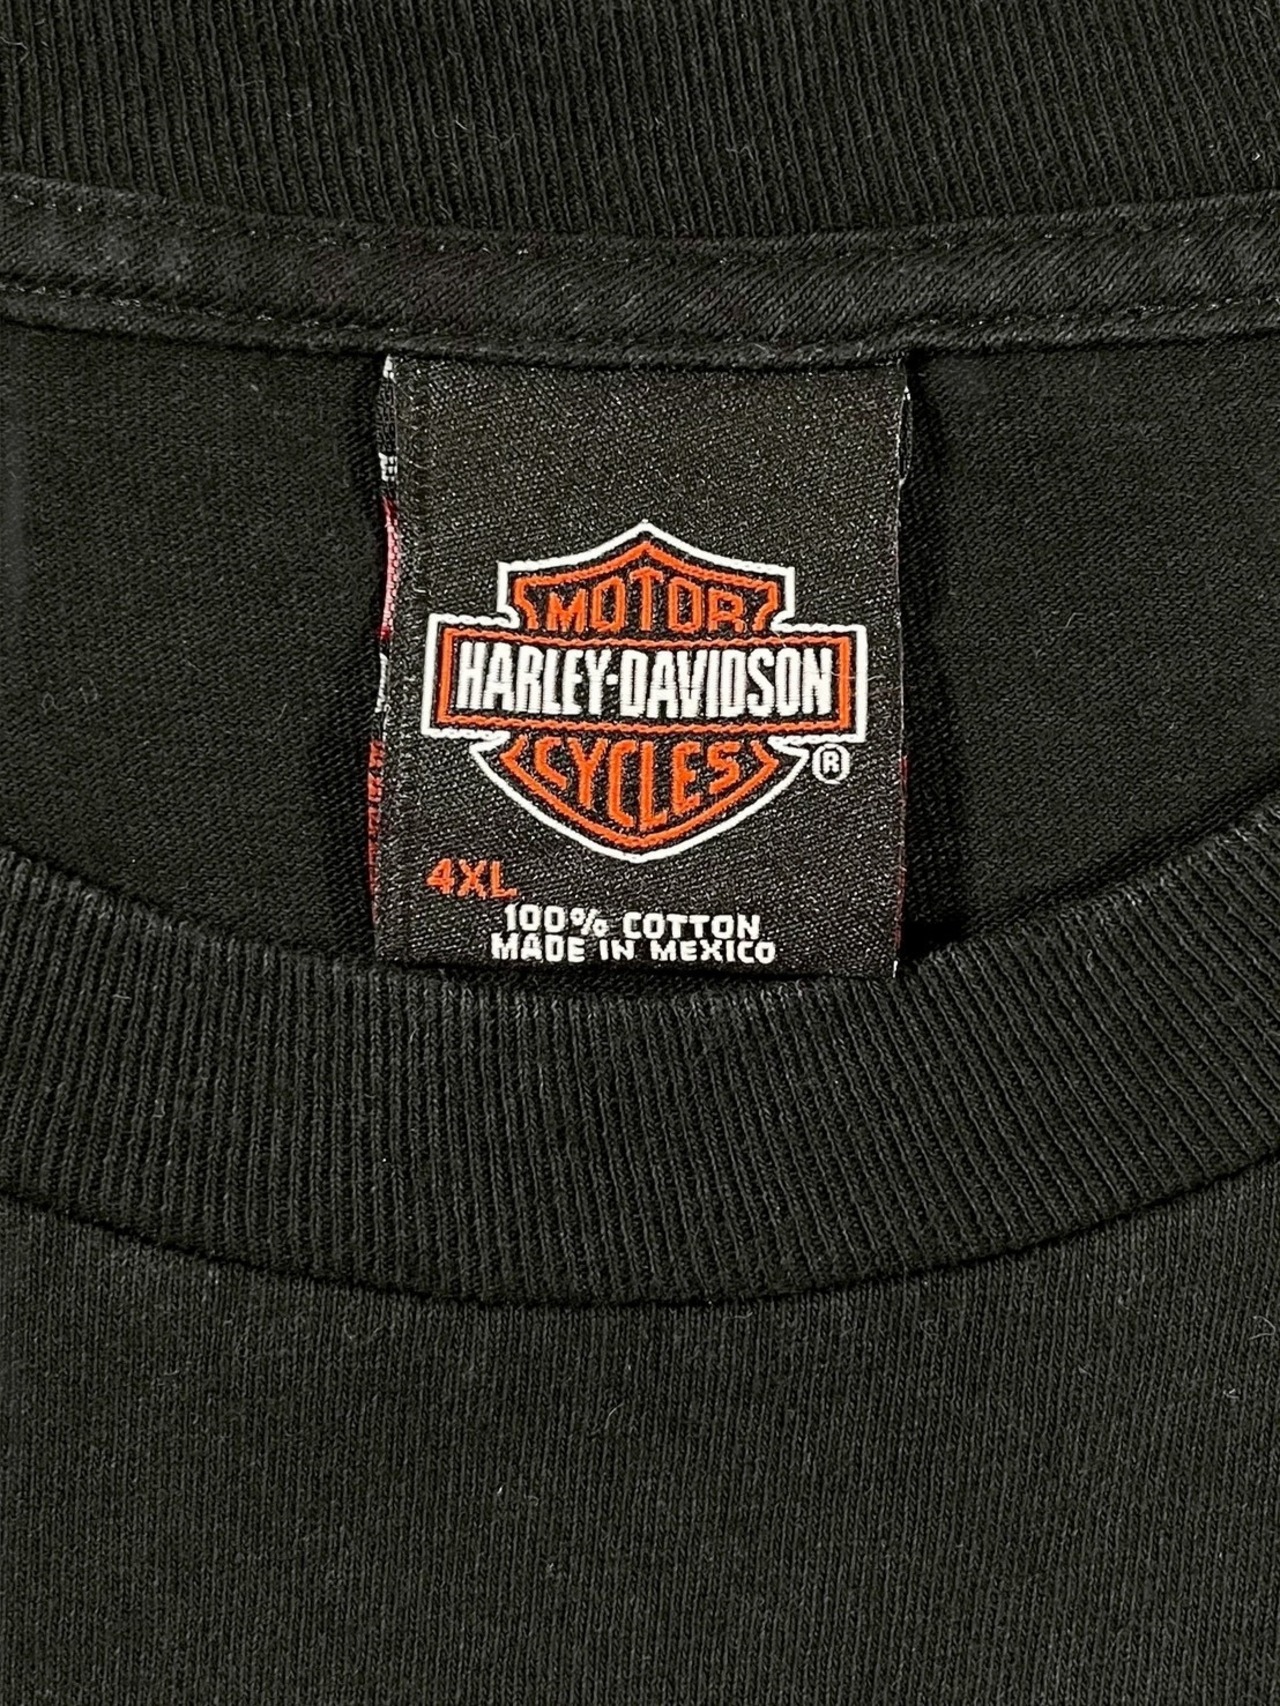 MOTOR
HARLEY-DAVIDSON
CYCLES
®
4XL
100% COTTON
MADE IN MEXICO